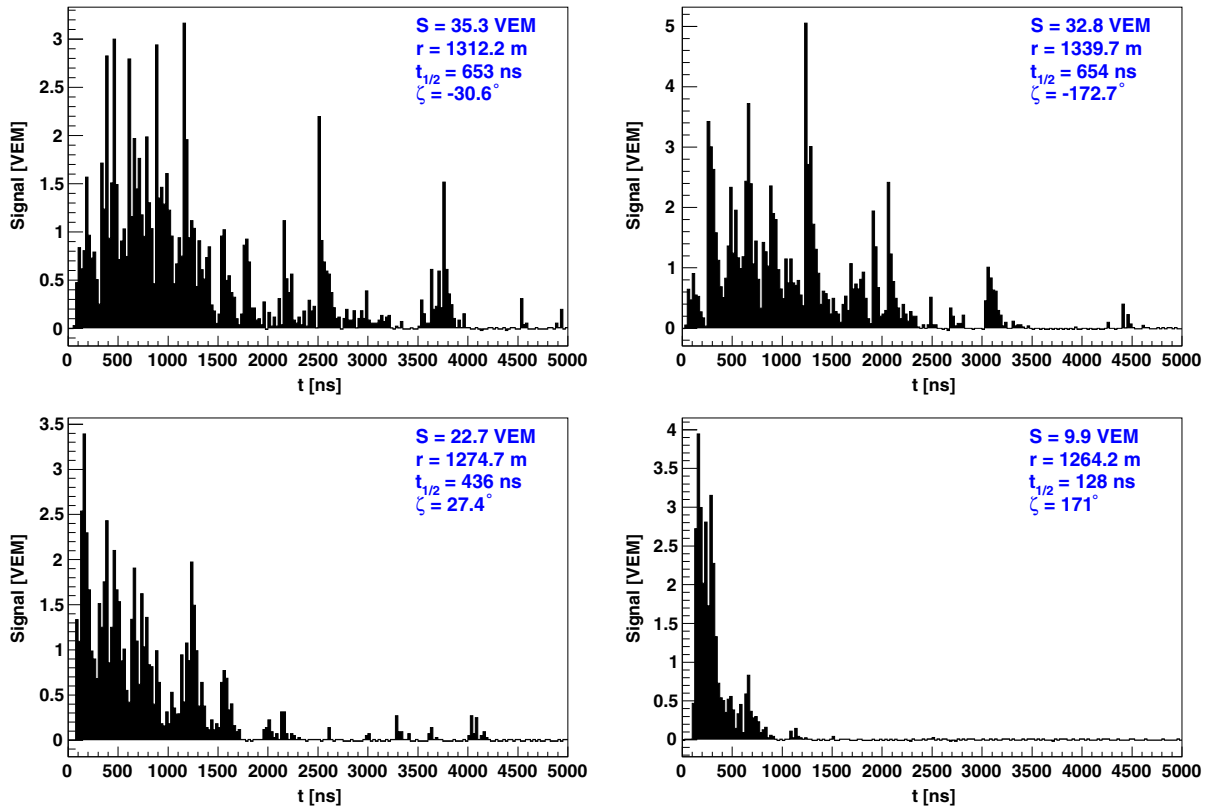 S = 35.3 VEM
r = 1312.2 m
t1/2 = 653 ns
ζ = -30.6°
Signal [VEM]
3
2.5
2
1.5
1
0.5
0
0 500 1000 1500 2000 2500 3000 3500 4000 4500 5000
t [ns]
S = 32.8 VEM
r = 1339.7 m
t1/2 = 654 ns
ζ = -172.7°
Signal [VEM]
5
4
3
2
1
0
0 500 1000 1500 2000 2500 3000 3500 4000 4500 5000
t [ns]
S = 22.7 VEM
r = 1274.7 m
t1/2 = 436 ns
ζ = 27.4°
Signal [VEM]
3.5
3
2.5
2
1.5
1
0.5
0
0 500 1000 1500 2000 2500 3000 3500 4000 4500 5000
t [ns]
S = 9.9 VEM
r = 1264.2 m
t1/2 = 128 ns
ζ = 171°
Signal [VEM]
4
3.5
3
2.5
2
1.5
1
0.5
0
0 500 1000 1500 2000 2500 3000 3500 4000 4500 5000
t [ns]